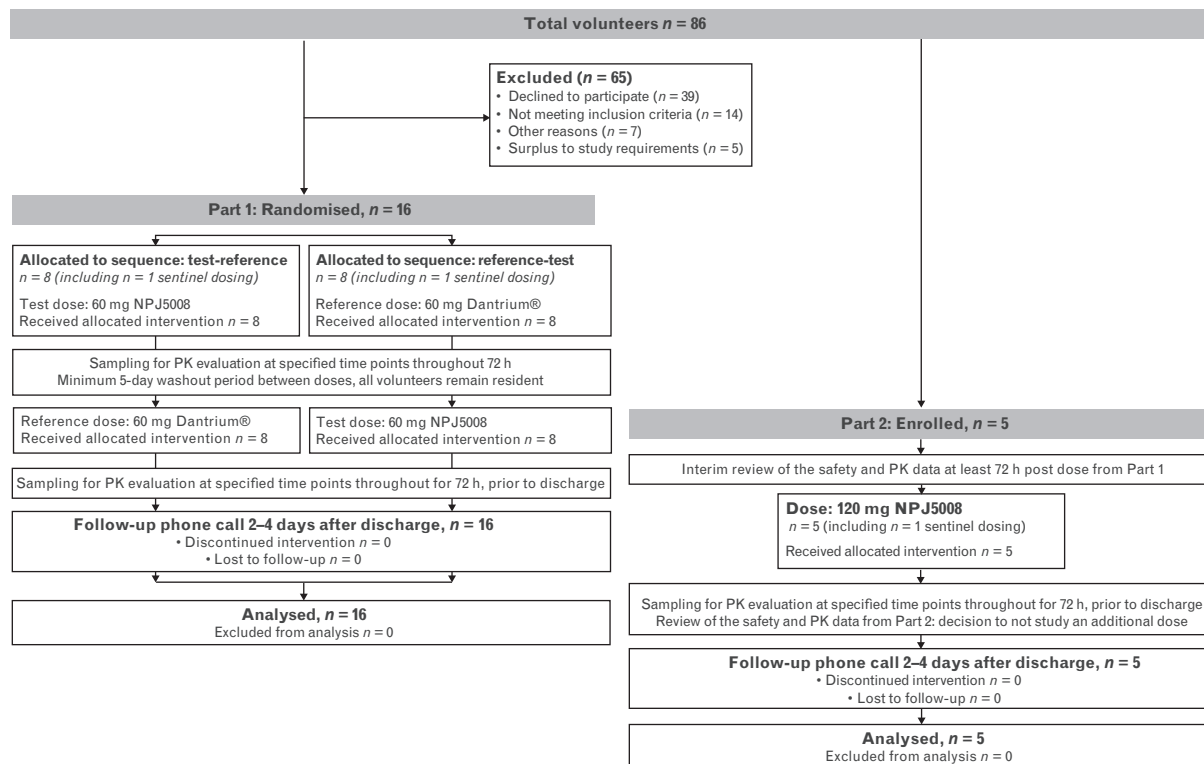 Total volunteers n = 86
Excluded (n = 65)
• Declined to participate (n = 39)
• Not meeting inclusion criteria (n = 14)
• Other reasons (n = 7)
• Surplus to study requirements (n = 5)
Part 1: Randomised, n = 16
Allocated to sequence: test-reference
n = 8 (including n = 1 sentinel dosing)
Test dose: 60 mg NPJ5008
Received allocated intervention n = 8
Allocated to sequence: reference-test
n = 8 (including n = 1 sentinel dosing)
Reference dose: 60 mg Dantrium®
Received allocated intervention n = 8
Sampling for PK evaluation at specified time points throughout 72 h
Minimum 5-day washout period between doses, all volunteers remain resident
Reference dose: 60 mg Dantrium®
Received allocated intervention n = 8
Test dose: 60 mg NPJ5008
Received allocated intervention n = 8
Sampling for PK evaluation at specified time points throughout for 72 h, prior to discharge
Follow-up phone call 2–4 days after discharge, n = 16
• Discontinued intervention n = 0
• Lost to follow-up n = 0
Analysed, n = 16
Excluded from analysis n = 0
Part 2: Enrolled, n = 5
Interim review of the safety and PK data at least 72 h post dose from Part 1
Dose: 120 mg NPJ5008
n = 5 (including n = 1 sentinel dosing)
Received allocated intervention n = 5
Sampling for PK evaluation at specified time points throughout for 72 h, prior to discharge
Review of the safety and PK data from Part 2: decision to not study an additional dose
Follow-up phone call 2–4 days after discharge, n = 5
• Discontinued intervention n = 0
• Lost to follow-up n = 0
Analysed, n = 5
Excluded from analysis n = 0